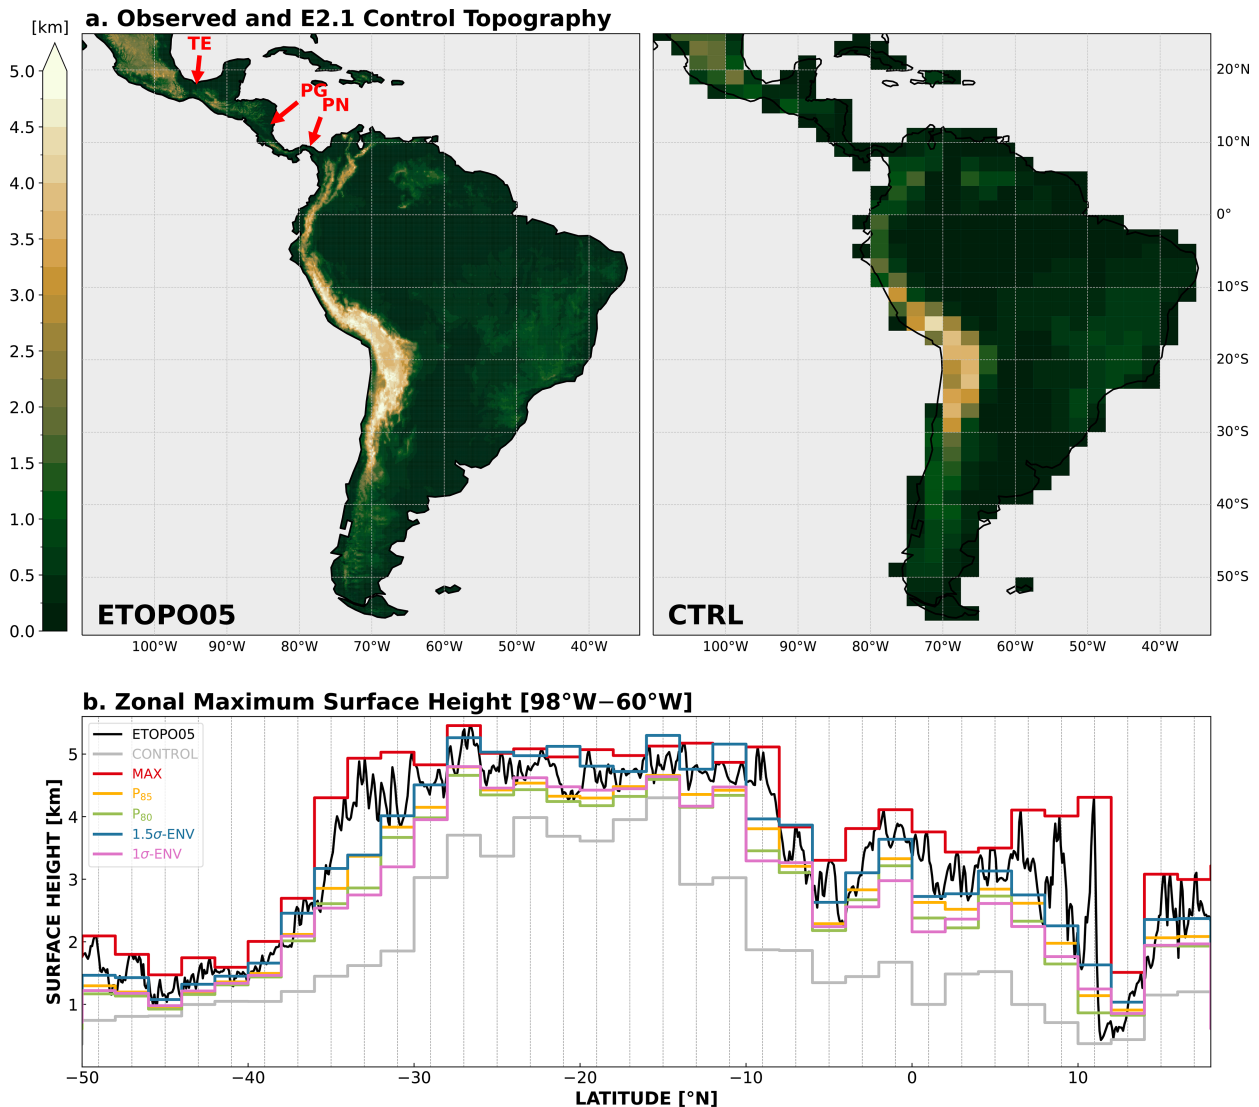 a. Observed and E2.1 Control Topography
[km]
5.0
4.5
4.0
3.5
3.0
2.5
2.0
1.5
1.0
0.5
0.0
TE
PG
PN
ETOPO05
CTRL
20°N
10°N
0°
10°S
20°S
30°S
40°S
50°S
100°W 90°W 80°W 70°W 60°W 50°W 40°W
100°W 90°W 80°W 70°W 60°W 50°W 40°W
b. Zonal Maximum Surface Height [98°W−60°W]
ETOPO05
CONTROL
MAX
P85
P80
1.5σ-ENV
1σ-ENV
SURFACE HEIGHT [km]
5
4
3
2
1
−50 −40 −30 −20 −10 0 10
LATITUDE [°N]